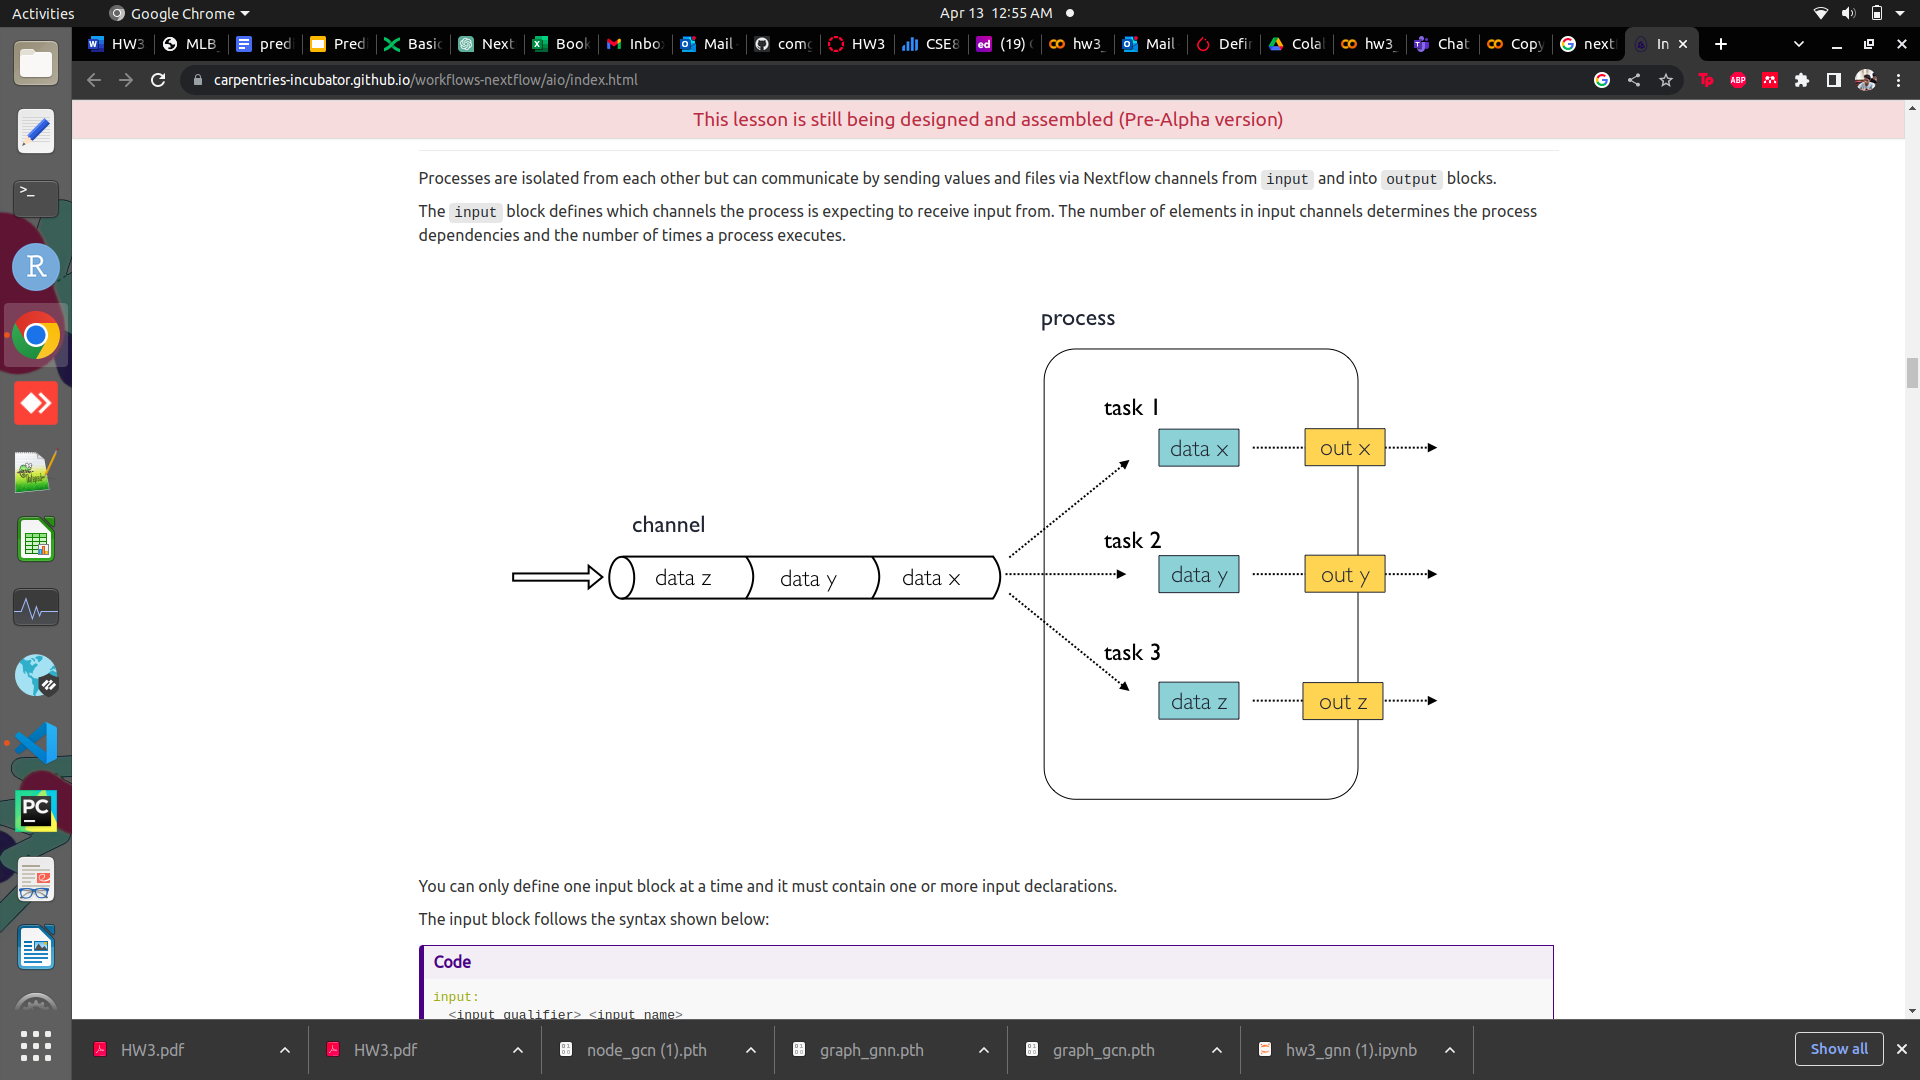 Activities
Google Chrome
Apr 13 12:55 AM
HW3
MLB
pred
Pred
Basic
Next
Book
Inbo
Mail
comg
HW3
CSE8
(19)
hw3_
Mail
Defin
Colal
hw3_
Chat
Copy
nextf
In
carpentries-incubator.github.io/workflows-nextflow/aio/index.html
This lesson is still being designed and assembled (Pre-Alpha version)
Processes are isolated from each other but can communicate by sending values and files via Nextflow channels from input and into output blocks.
The input block defines which channels the process is expecting to receive input from. The number of elements in input channels determines the process
dependencies and the number of times a process executes.
process
task 1
data x
out x
channel
task 2
data z
data y
data x
data y
out y
task 3
data z
out z
You can only define one input block at a time and it must contain one or more input declarations.
The input block follows the syntax shown below:
Code
input:
<input qualifier> <input name>
HW3.pdf
HW3.pdf
node_gcn (1).pth
graph_gnn.pth
graph_gcn.pth
hw3_gnn (1).ipynb
Show all